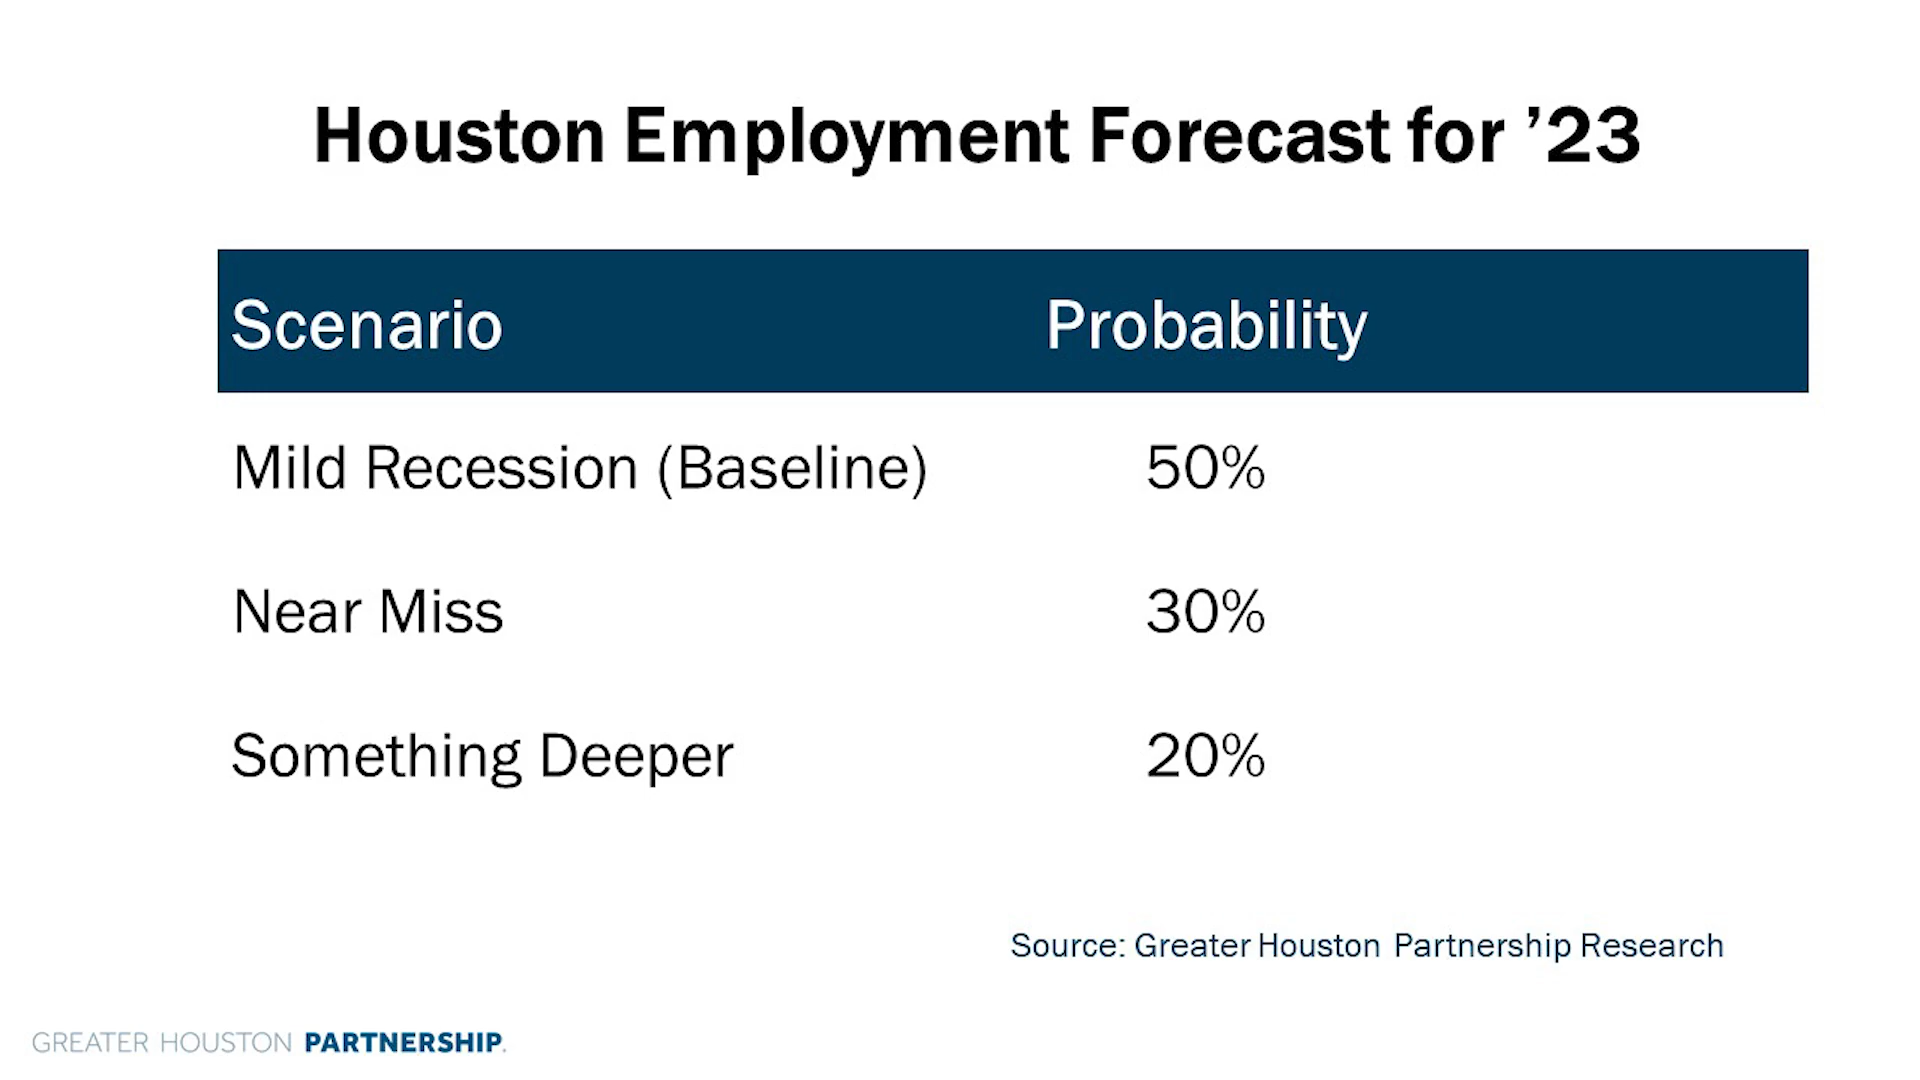 Houston Employment Forecast for ’23
Scenario Probability
Mild Recession (Baseline) 50%
Near Miss 30%
Something Deeper 20%
Source: Greater Houston Partnership Research
GREATER HOUSTON PARTNERSHIP.